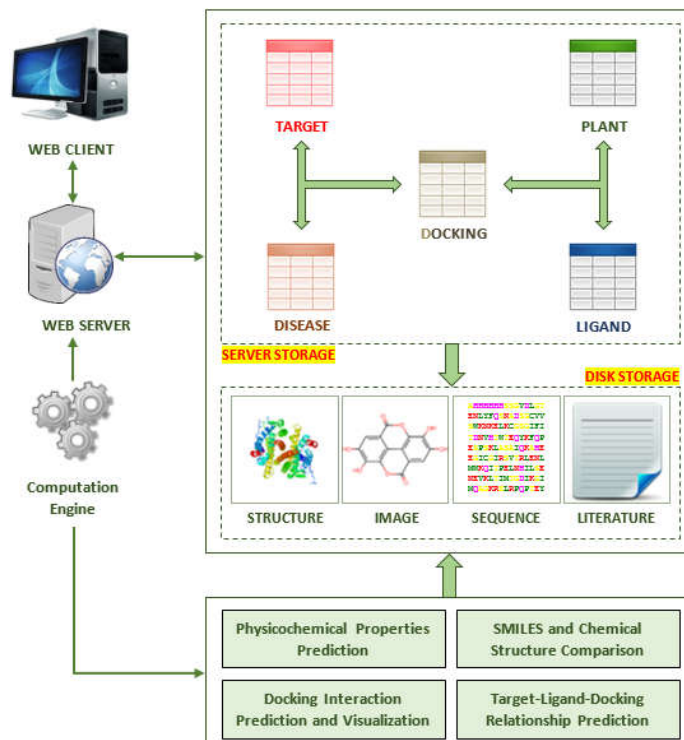 TARGET
PLANT
DOCKING
WEB CLIENT
WEB SERVER
DISEASE
LIGAND
SERVER STORAGE
DISK STORAGE
Computation
Engine
STRUCTURE
IMAGE
SEQUENCE
LITERATURE
Physicochemical Properties
Prediction
SMILES and Chemical
Structure Comparison
Docking Interaction
Prediction and Visualization
Target-Ligand-Docking
Relationship Prediction